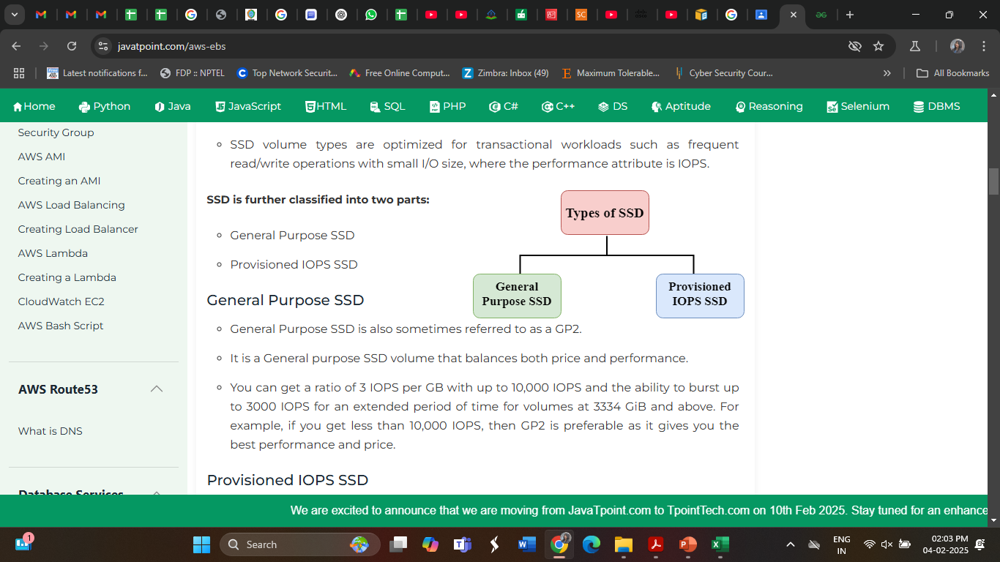 javatpoint.com/aws-ebs
Latest notifications f...
FDP :: NPTEL
Top Network Securit...
Free Online Comput...
Zimbra: Inbox (49)
Maximum Tolerable...
Cyber Security Cour...
All Bookmarks
Home
Python
Java
JavaScript
HTML
SQL
PHP
C#
C++
DS
Aptitude
Reasoning
Selenium
DBMS
Security Group
AWS AMI
Creating an AMI
AWS Load Balancing
Creating Load Balancer
AWS Lambda
Creating a Lambda
CloudWatch EC2
AWS Bash Script
AWS Route53
What is DNS
Database Services
SSD volume types are optimized for transactional workloads such as frequent
read/write operations with small I/O size, where the performance attribute is IOPS.
SSD is further classified into two parts:
General Purpose SSD
Provisioned IOPS SSD
Types of SSD
General
Purpose SSD
Provisioned
IOPS SSD
General Purpose SSD
General Purpose SSD is also sometimes referred to as a GP2.
It is a General purpose SSD volume that balances both price and performance.
You can get a ratio of 3 IOPS per GB with up to 10,000 IOPS and the ability to burst up
to 3000 IOPS for an extended period of time for volumes at 3334 GiB and above. For
example, if you get less than 10,000 IOPS, then GP2 is preferable as it gives you the
best performance and price.
Provisioned IOPS SSD
We are excited to announce that we are moving from JavaTpoint.com to TpointTech.com on 10th Feb 2025. Stay tuned for an enhance
1
Search
ENG
IN
02:03 PM
04-02-2025